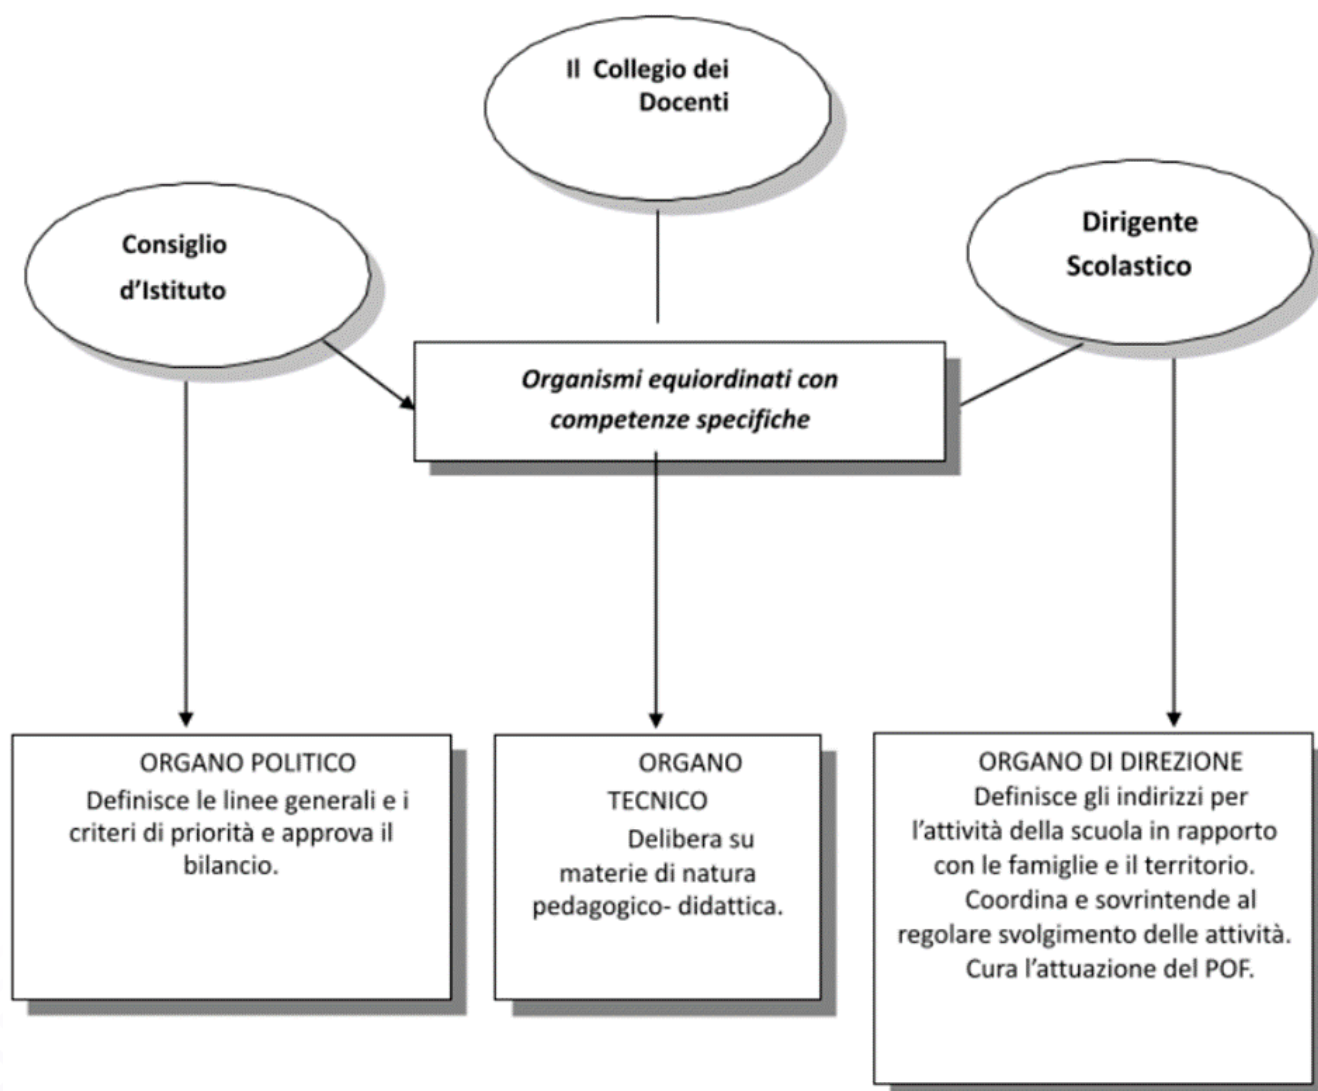 Il Collegio dei
Docenti
Consiglio
d’Istituto
Dirigente
Scolastico
Organismi equiordinati con
competenze specifiche
ORGANO POLITICO
Definisce le linee generali e i
criteri di priorità e approva il
bilancio.
ORGANO
TECNICO
Delibera su
materie di natura
pedagogico- didattica.
ORGANO DI DIREZIONE
Definisce gli indirizzi per
l’attività della scuola in rapporto
con le famiglie e il territorio.
Coordina e sovrintende al
regolare svolgimento delle attività.
Cura l’attuazione del POF.